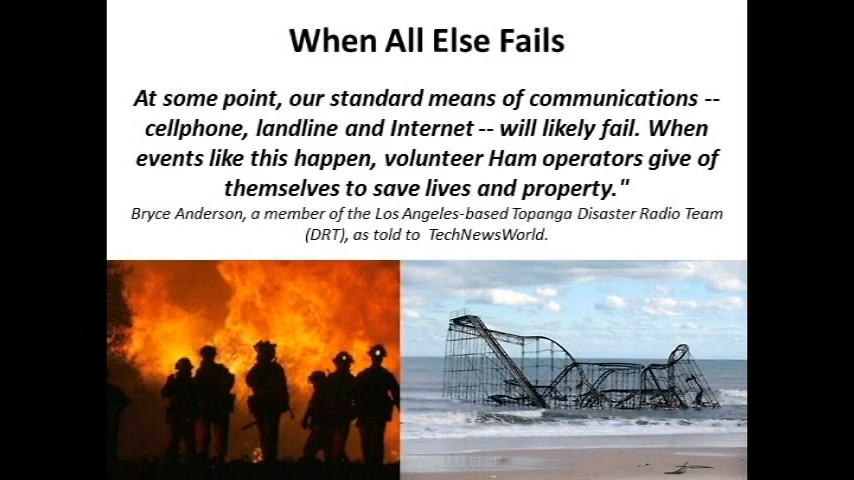 When All Else Fails
At some point, our standard means of communications --
cellphone, landline and Internet -- will likely fail. When
events like this happen, volunteer Ham operators give of
themselves to save lives and property."
Bryce Anderson, a member of the Los Angeles-based Topanga Disaster Radio Team
(DRT), as told to TechNewsWorld.